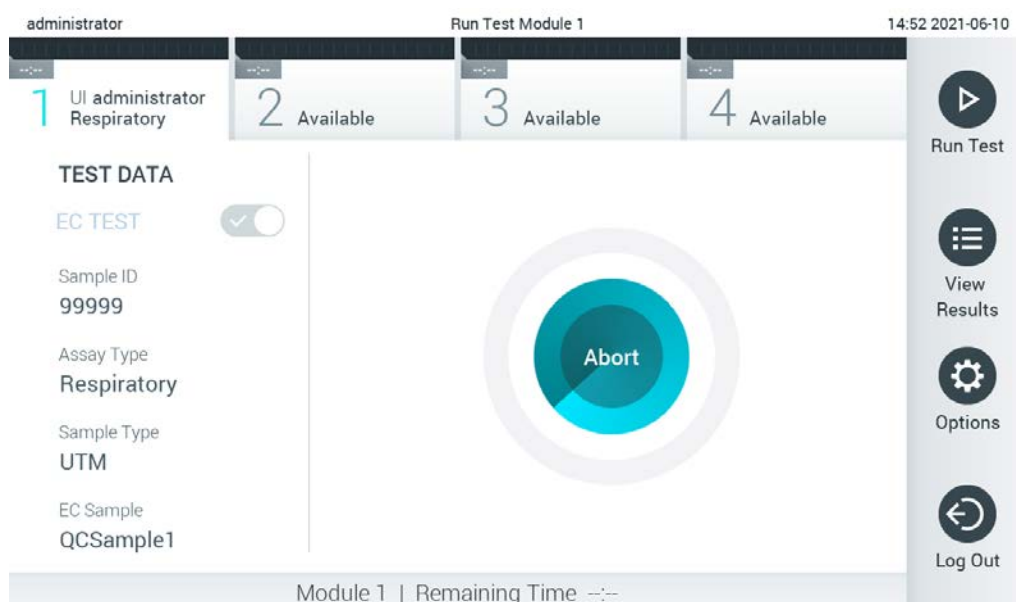 administrator Run Test Module 1 14:52 2021-06-10
--:-- --:-- --:-- --:--
1 UI administrator Respiratory
2 Available
3 Available
4 Available
Run Test
TEST DATA
EC TEST
Sample ID
99999
Assay Type
Respiratory
Sample Type
UTM
EC Sample
QCSample1
Abort
View
Results
Options
Log Out
Module 1 | Remaining Time --:--